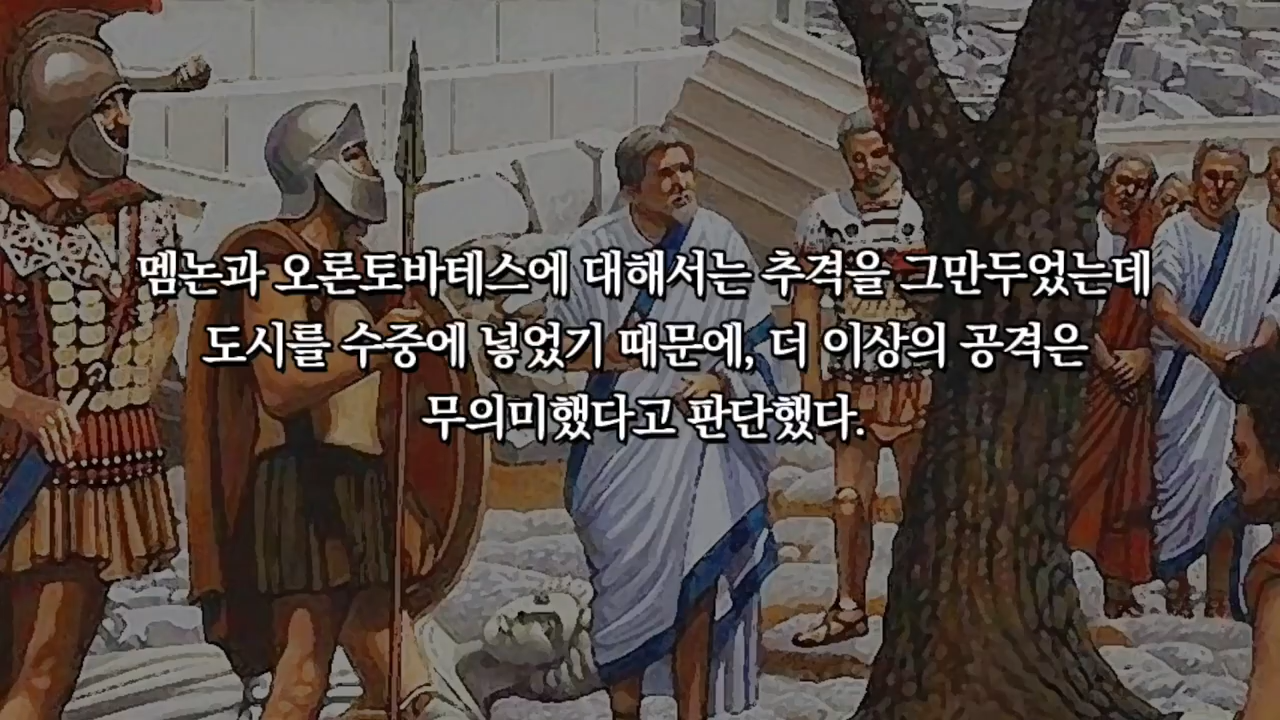 멤논과 오론토바테스에 대해서는 추격을 그만두었는데
도시를 수중에 넣었기 때문에, 더 이상의 공격은
무의미했다고 판단했다.